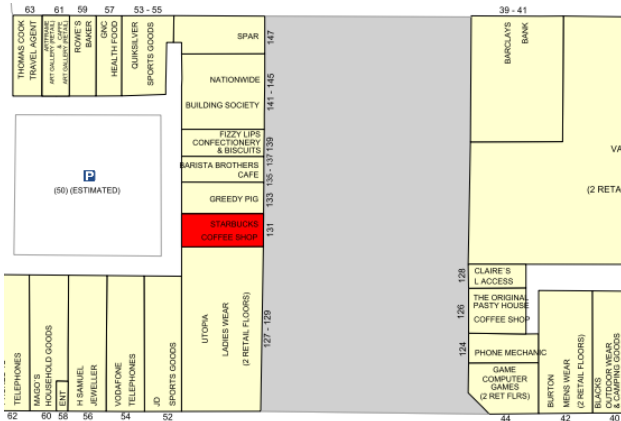 63
61
59
57
53 - 55
39 - 41
THOMAS COOK
TRAVEL AGENT
ARTFRAME
ART GALLERY (RETAIL)
& CAFFE
ART GALLERY (RETAIL)
ROWE'S
BAKER
GNC
HEALTH FOOD
QUIKSILVER
SPORTS GOODS
SPAR
147
NATIONWIDE
BUILDING SOCIETY
141 - 145
FIZZY LIPS
CONFECTIONERY
& BISCUITS
139
BARISTA BROTHERS
CAFE
135 - 137
GREEDY PIG
133
STARBUCKS
COFFEE SHOP
131
P
(50) (ESTIMATED)
BARCLAYS
BANK
VA
(2 RETA
UTOPIA
LADIES WEAR
(2 RETAIL FLOORS)
127 - 129
128
CLAIRE`S
L ACCESS
126
THE ORIGINAL
PASTY HOUSE
COFFEE SHOP
124
PHONE MECHANIC
GAME
COMPUTER
GAMES
(2 RET FLRS)
TELEPHONES
MAGO`S
HOUSEHOLD GOODS
ENT
H SAMUEL
JEWELLER
VODAFONE
TELEPHONES
JD
SPORTS GOODS
BURTON
MENS WEAR
(2 RETAIL FLOORS)
BLACKS
OUTDOOR WEAR
& CAMPING GOODS
62
60
58
56
54
52
44
42
40